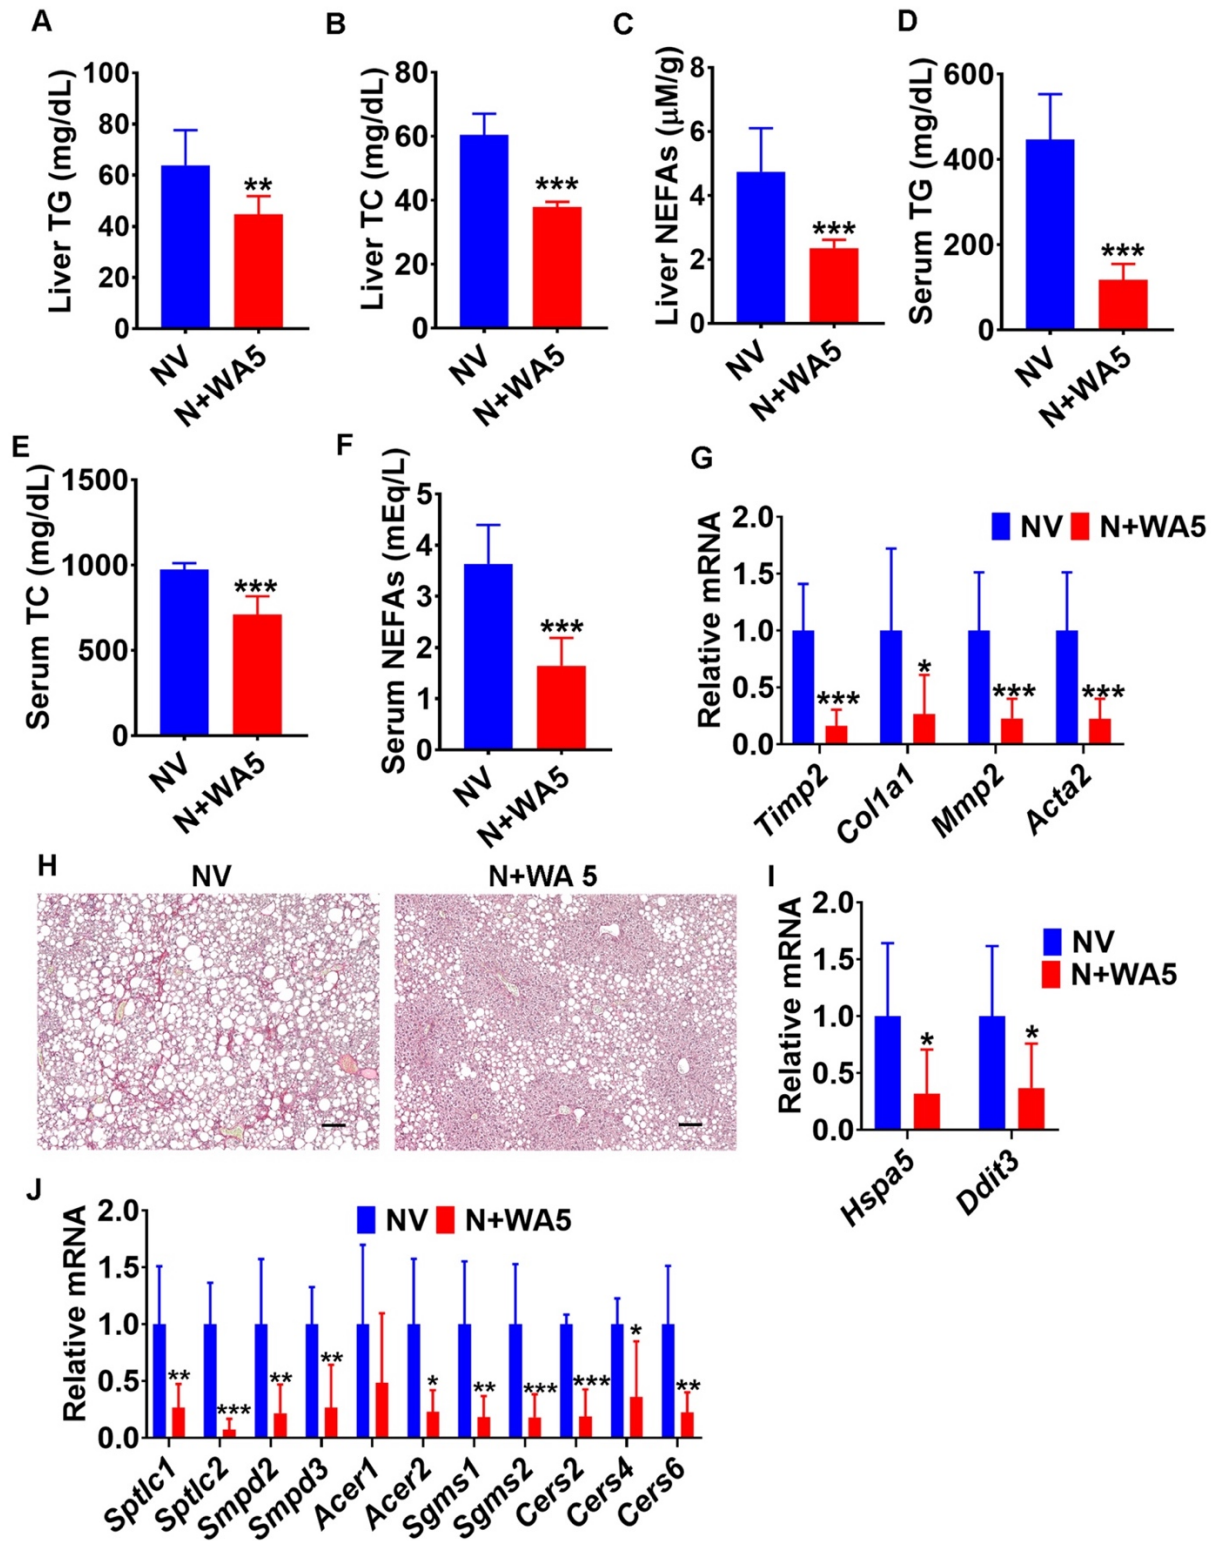 A
Liver TG (mg/dL)
100
80
60
40
20
0
**
NV
N+WA5
B
Liver TC (mg/dL)
80
60
40
20
0
***
NV
N+WA5
C
Liver NEFAs (µM/g)
8
6
4
2
0
***
NV
N+WA5
D
Serum TG (mg/dL)
600
400
200
0
***
NV
N+WA5
E
Serum TC (mg/dL)
1500
1000
500
0
***
NV
N+WA5
F
Serum NEFAs (mEq/L)
5
4
3
2
1
0
***
NV
N+WA5
G
Relative mRNA
2.0
1.5
1.0
0.5
0.0
NV N+WA5
*** * *** ***
Timp2
Col1a1
Mmp2
Acta2
H
NV
N+WA 5
I
Relative mRNA
2.0
1.5
1.0
0.5
0.0
NV
N+WA5
* *
Hspa5
Ddit3
J
Relative mRNA
2.0
1.5
1.0
0.5
0.0
NV N+WA5
** *** ** ** * ** *** *** * **
Sptlc1
Sptlc2
Smpd2
Smpd3
Acer1
Acer2
Sgms1
Sgms2
Cers2
Cers4
Cers6